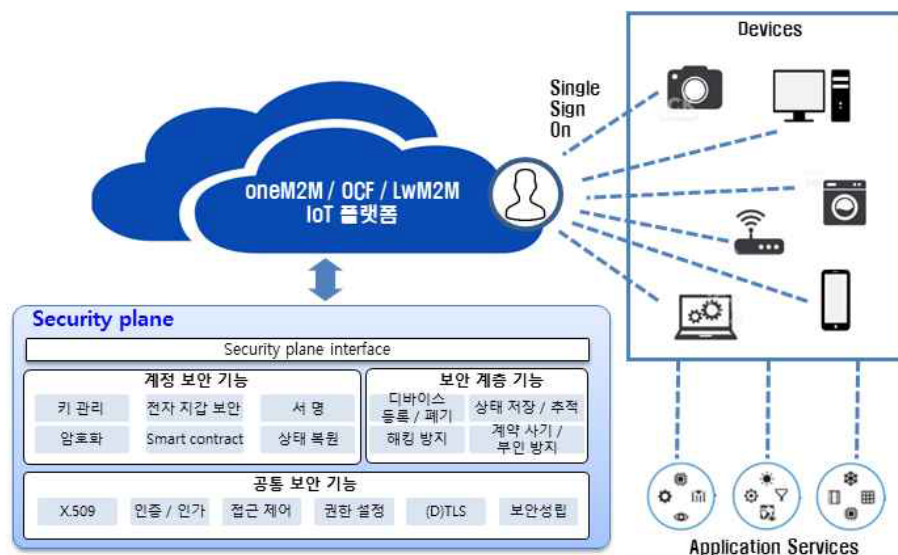 Devices
Single
Sign
On
oneM2M / OCF / LwM2M
IoT 플랫폼
Security plane
Security plane interface
계정 보안 기능
키 관리
전자 지갑 보안
서 명
암호화
Smart contract
상태 복원
보안 계층 기능
디바이스
등록 / 폐기
상태 저장 / 추적
해킹 방지
계약 사기 /
부인 방지
공통 보안 기능
X.509
인증 / 인가
접근 제어
권한 설정
(D)TLS
보안성립
Application Services